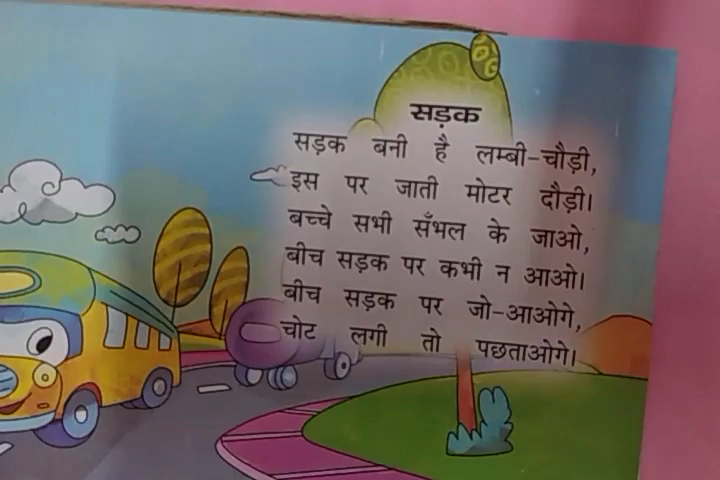 सड़क
सड़क बनी है लम्बी-चौड़ी,
इस पर जाती मोटर दौड़ी।
बच्चे सभी सँभल के जाओ,
बीच सड़क पर कभी न आओ।
बीच सड़क पर जो-आओगे,
चोट लगी तो पछताओगे।